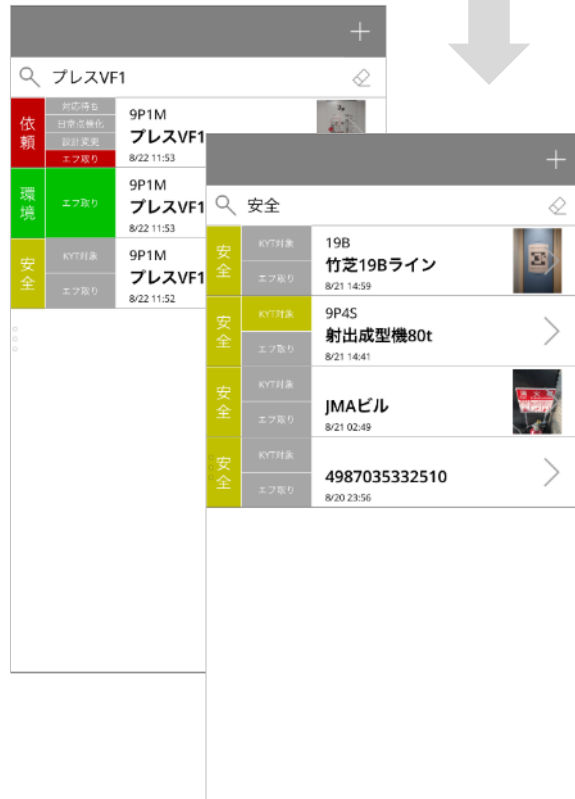 プレスVF1
依頼
対応待ち
日常点検化
設計変更
エフ取り
9P1M
プレスVF1
8/22 11:53
環境
エフ取り
9P1M
プレスVF1
8/22 11:53
安全
KYT対象
エフ取り
9P1M
プレスVF1
8/22 11:52
安全
安全
KYT対象
エフ取り
19B
竹芝19Bライン
8/21 14:59
安全
KYT対象
エフ取り
9P4S
射出成型機80t
8/21 14:41
安全
KYT対象
エフ取り
JMAビル
8/21 02:49
安全
KYT対象
エフ取り
4987035332510
8/20 23:56